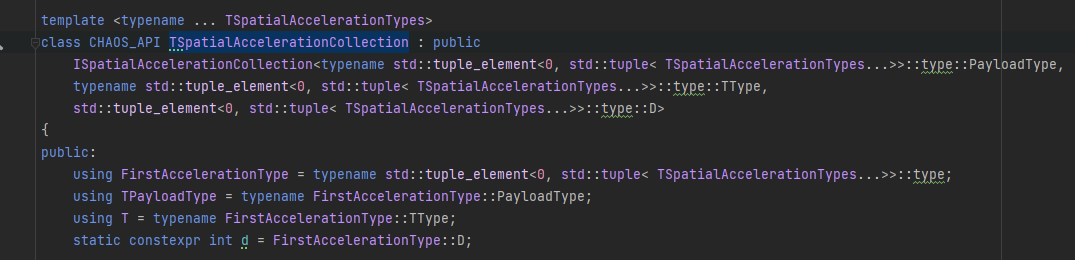 template <typename ... TSpatialAccelerationTypes>
class CHAOS_API TSpatialAccelerationCollection : public
ISpatialAccelerationCollection<typename std::tuple_element<0, std::tuple< TSpatialAccelerationTypes...>>::type::PayloadType,
typename std::tuple_element<0, std::tuple< TSpatialAccelerationTypes...>>::type::TType,
std::tuple_element<0, std::tuple< TSpatialAccelerationTypes...>>::type::D>
{
public:
using FirstAccelerationType = typename std::tuple_element<0, std::tuple< TSpatialAccelerationTypes...>>::type;
using TPayloadType = typename FirstAccelerationType::PayloadType;
using T = typename FirstAccelerationType::TType;
static constexpr int d = FirstAccelerationType::D;